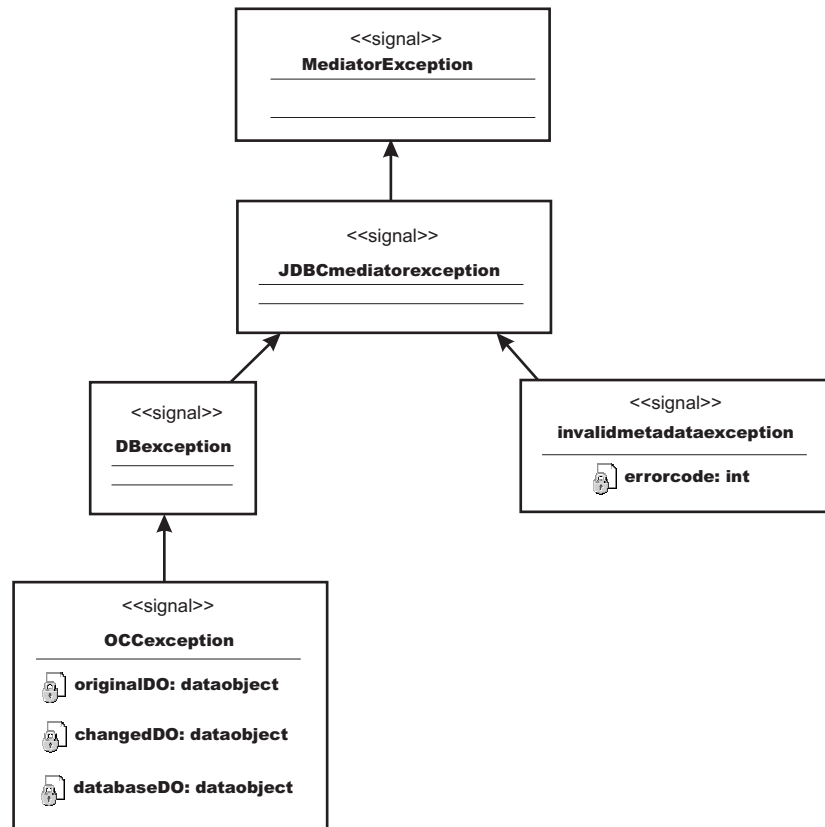 <<signal>>
MediatorException
<<signal>>
JDBCmediatorexception
<<signal>>
DBexception
<<signal>>
invalidmetadataexception
errorcode: int
<<signal>>
OCCexception
originalDO: dataobject
changedDO: dataobject
databaseDO: dataobject